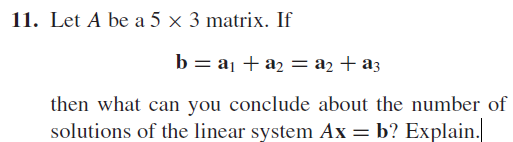 11. Let A be a 5 × 3 matrix. If
b = a₁ + a₂ = a₂ + a₃
then what can you conclude about the number of
solutions of the linear system Ax = b? Explain.